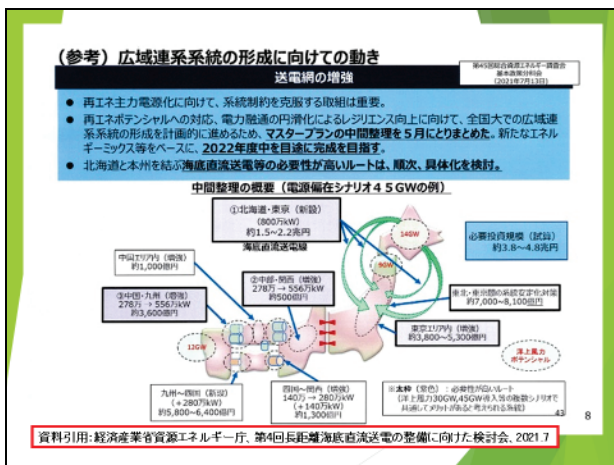 (参考) 広域連系系統の形成に向けての動き
第45回総合資源エネルギー調査会
基本政策分科会
(2021年7月13日)
送電網の増強
● 再エネ主力電源化に向けて、系統制約を克服する取組は重要。
● 再エネポテンシャルへの対応、電力融通の円滑化によるレジリエンス向上に向けて、全国大での広域連
系系統の形成を計画的に進めるため、マスタープランの中間整理を5月にとりまとめた。新たなエネル
ギーミックス等をベースに、2022年度中を目途に完成を目指す。
● 北海道と本州を結ぶ海底直流送電等の必要性が高いルートは、順次、具体化を検討。
中間整理の概要(電源偏在シナリオ45GWの例)
①北海道・東京(新設)
(800万kW)
約1.5~2.2兆円
海底直流送電線
14GW
必要投資規模(試算)
約3.8~4.8兆円
9GW
中国エリア内(増強)
約1,000億円
②中部・関西(増強)
278万→556万kW
約500億円
③中国・九州(増強)
278万→556万kW
約3,600億円
東北・東京間の系統安定化対策
約7,000~8,100億円
東京エリア内(増強)
約3,800~5,300億円
12GW
洋上風力
ポテンシャル
九州~四国(新設)
(+280万kW)
約5,800~6,400億円
四国~関西(増強)
140万→280万kW
(+140万kW)
約1,300億円
※太枠(紫色):必要性が高いルート
(洋上風力30GW,45GW導入等の複数シナリオで
共通してメリットがあると考えられる系統)
43
8
資料引用:経済産業省資源エネルギー庁、第4回長距離海底直流送電の整備に向けた検討会、2021.7